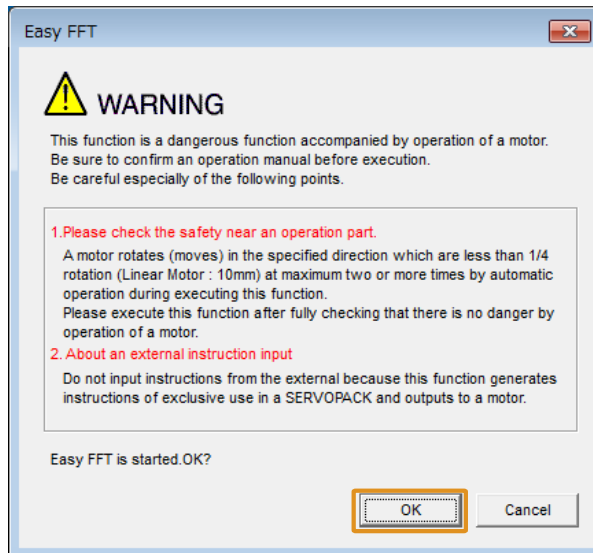 Easy FFT
WARNING
This function is a dangerous function accompanied by operation of a motor.
Be sure to confirm an operation manual before execution.
Be careful especially of the following points.
1.Please check the safety near an operation part.
A motor rotates (moves) in the specified direction which are less than 1/4
rotation (Linear Motor : 10mm) at maximum two or more times by automatic
operation during executing this function.
Please execute this function after fully checking that there is no danger by
operation of a motor.
2. About an external instruction input
Do not input instructions from the external because this function generates
instructions of exclusive use in a SERVOPACK and outputs to a motor.
Easy FFT is started.OK?
OK Cancel